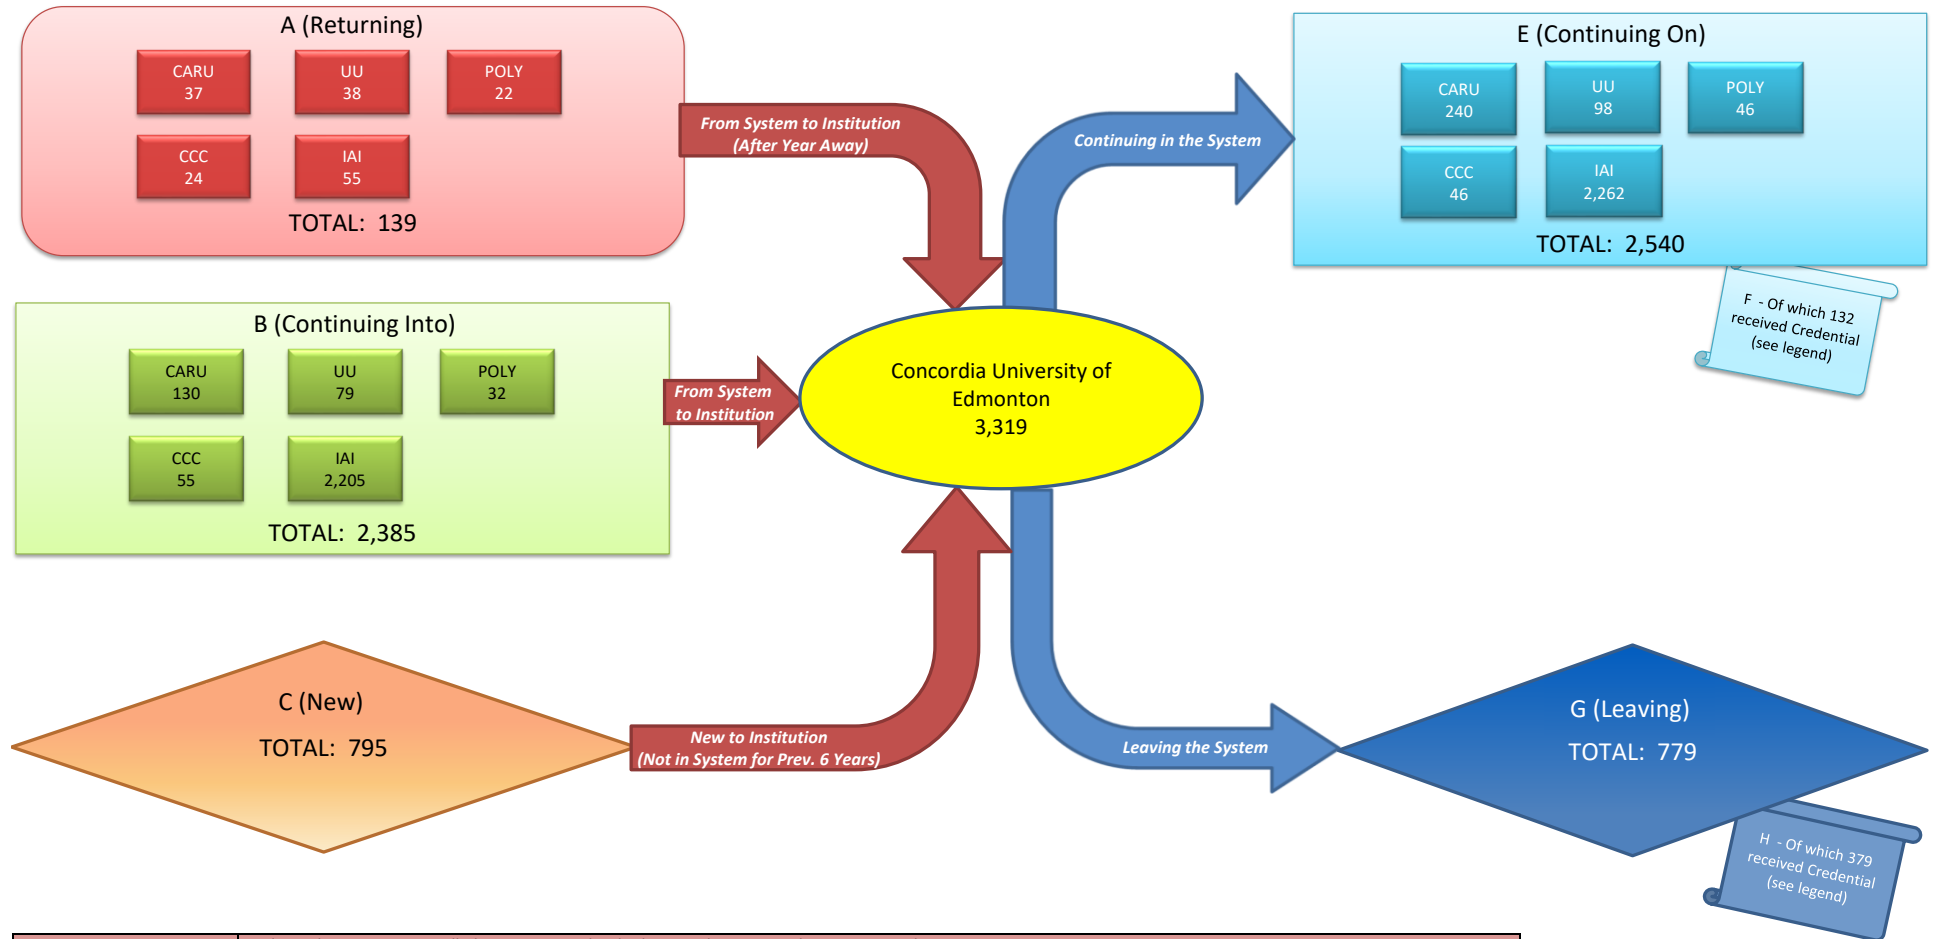 A (Returning)
CARU
37
UU
38
POLY
22
CCC
24
IAI
55
TOTAL:  139
From System to Institution
(After Year Away)
B (Continuing Into)
CARU
130
UU
79
POLY
32
CCC
55
IAI
2,205
TOTAL:  2,385
From System
to Institution
C (New)
TOTAL:  795
New to Institution
(Not in System for Prev. 6 Years)
Concordia University of
Edmonton
3,319
Continuing in the System
E (Continuing On)
CARU
240
UU
98
POLY
46
CCC
46
IAI
2,262
TOTAL:  2,540
F  - Of which 132
received Credential
(see legend)
Leaving the System
G (Leaving)
TOTAL:  779
H  - Of which 379
received Credential
(see legend)